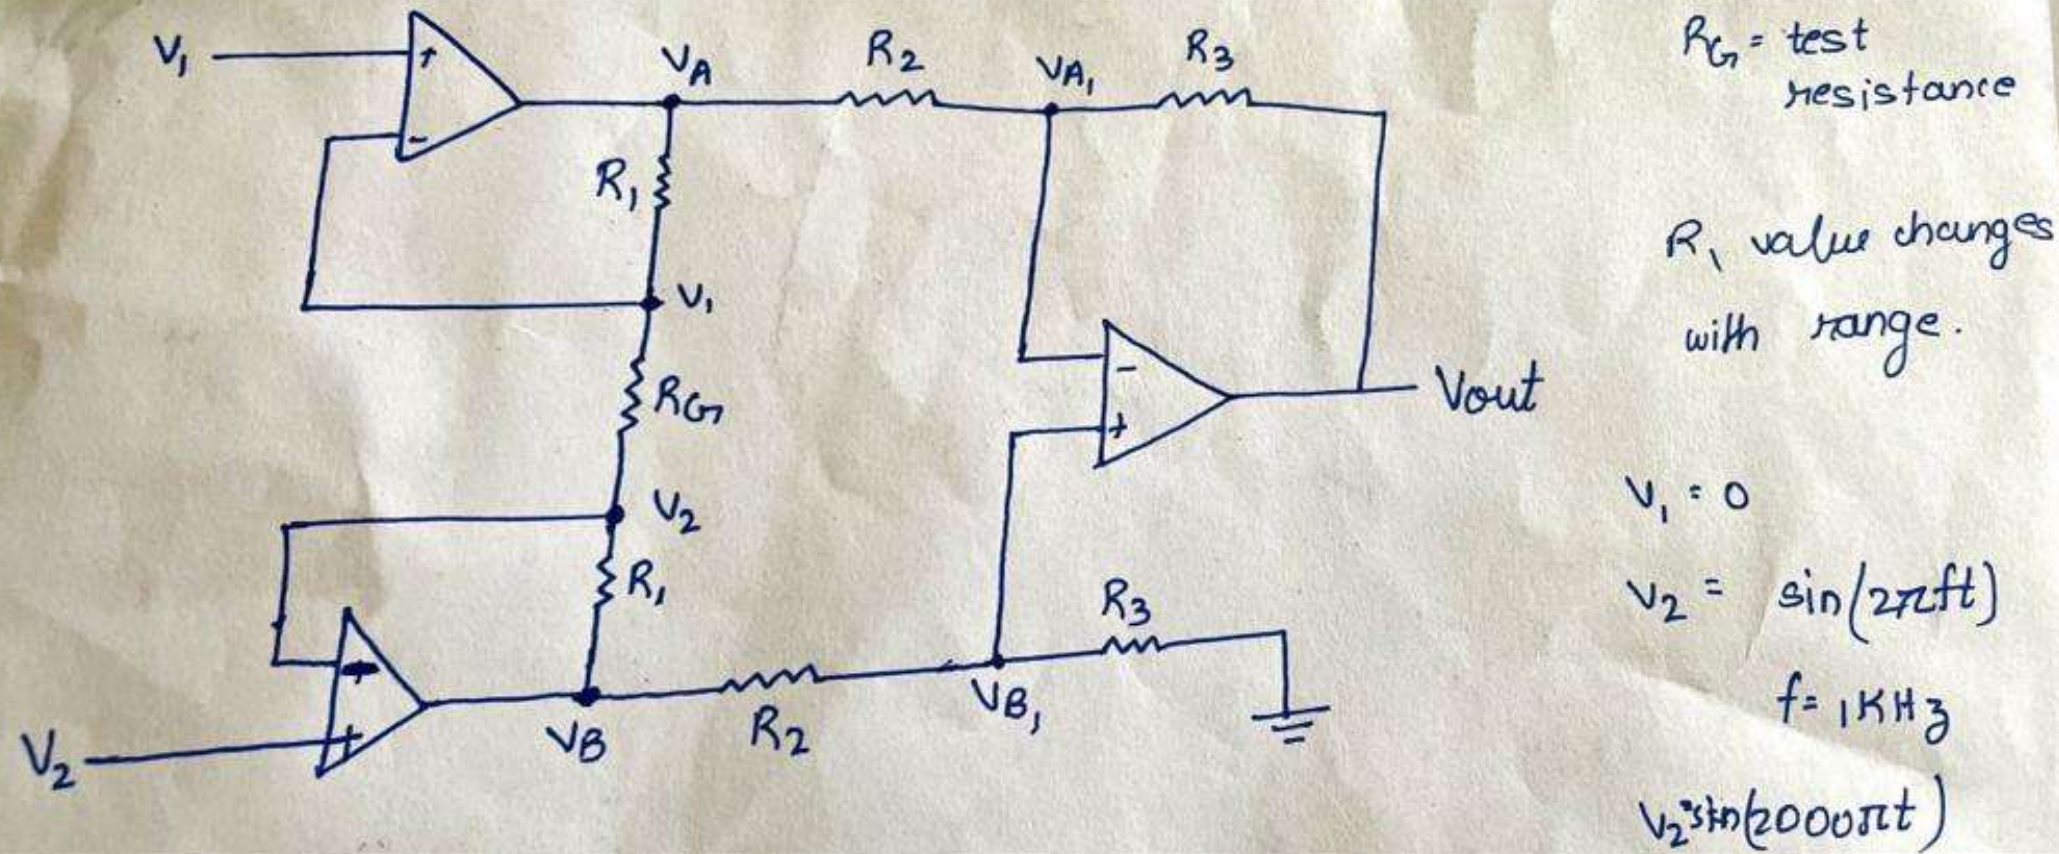 V₁
+
-
VA
R₂
VA₁
R₃
R₁
V₁
RG
V₂
R₁
+
V₂
VB
R₂
VB₁
R₃
-
+
Vout
RG = test
resistance
R₁ value changes
with range.
V₁ = 0
V₂ = sin(2πft)
f = 1KHz
V₂ = sin(2000πt)